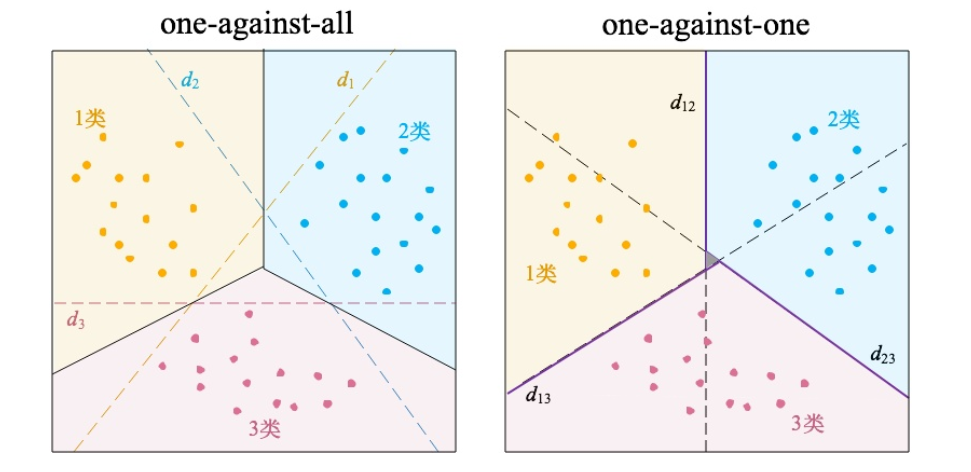 one-against-all
d2
d1
1类
2类
d3
3类
one-against-one
d12
2类
1类
d23
d13
3类